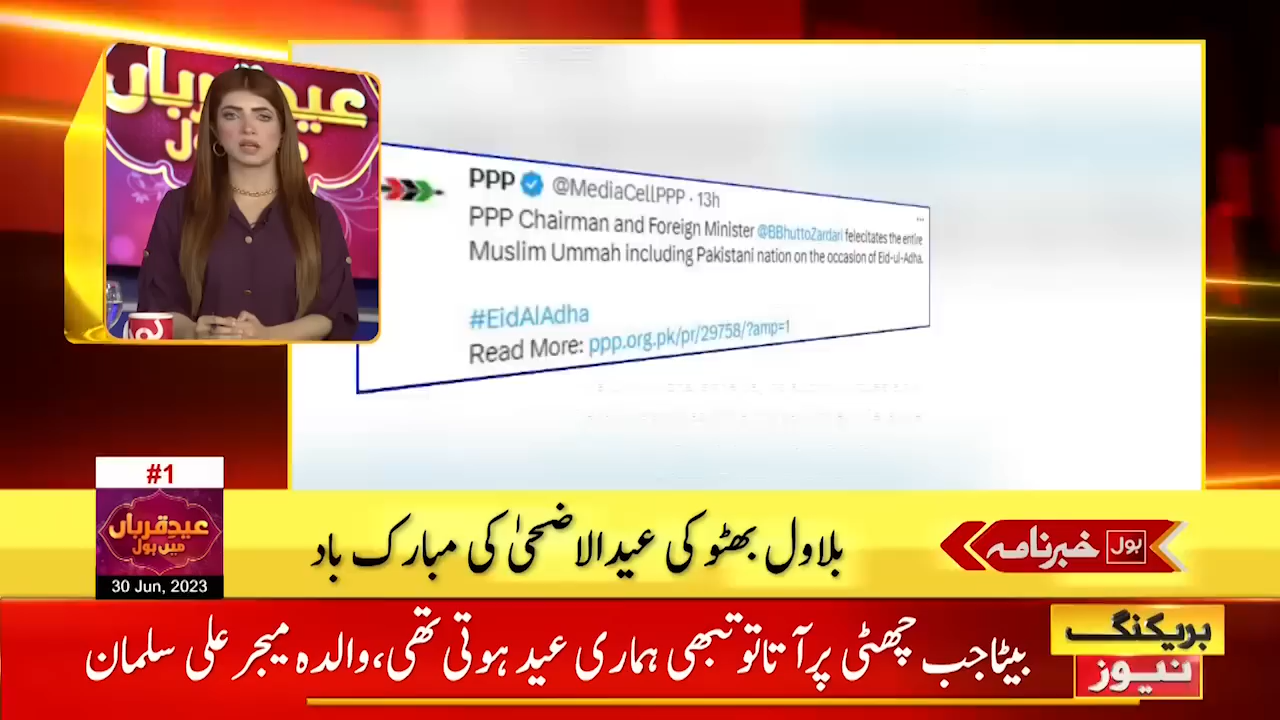 عیدِ قرباں
PPP @MediaCellPPP · 13h
PPP Chairman and Foreign Minister @BBhuttoZardari felecitates the entire
Muslim Ummah including Pakistani nation on the occasion of Eid-ul-Adha.
#EidAlAdha
Read More: ppp.org.pk/pr/29758/?amp=1
#1
عیدِ قرباں
میں بول
30 Jun, 2023
بلاول بھٹو کی عیدالاضحیٰ کی مبارک باد
بول خبرنامہ
بیٹا جب چھٹی پر آتا تو تبھی ہماری عید ہوتی تھی، والدہ میجر علی سلمان
بریکنگ
نیوز